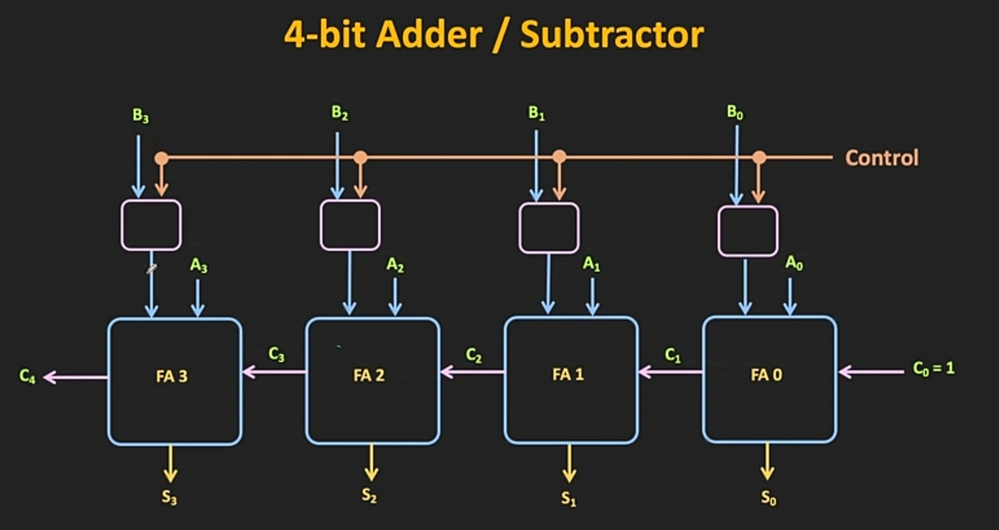 4-bit Adder / Subtractor
B₃ B₂ B₁ B₀
Control
A₃ A₂ A₁ A₀
C₄ FA 3 C₃ FA 2 C₂ FA 1 C₁ FA 0 C₀ = 1
S₃ S₂ S₁ S₀